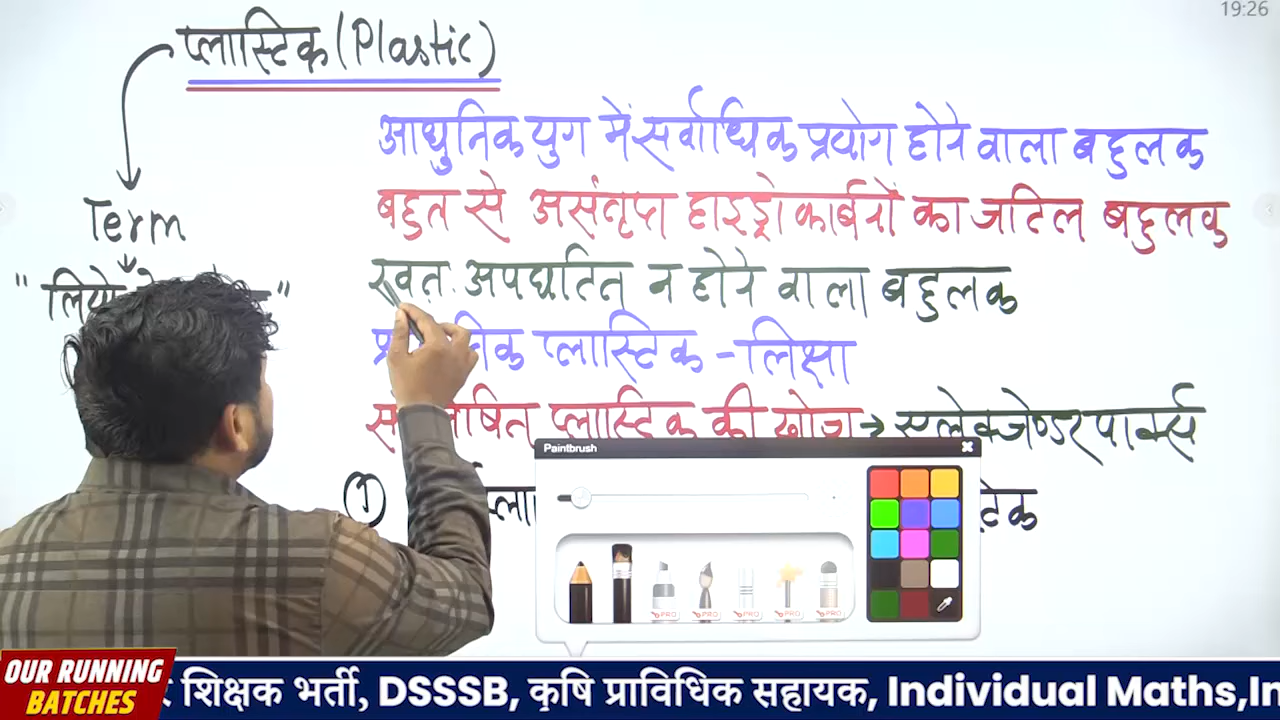 19:26
प्लास्टिक (Plastic)
आधुनिक युग में सर्वाधिक प्रयोग होने वाला बहुलक
बहुत से असंतृप्त हाइड्रोकार्बनों का जटिल बहुलक
Term
स्वत: अपघटित न होने वाला बहुलक
प्लास्टिक - लिक्षा
प्लास्टिक की खोज → एलेक्जेण्डर पार्क्स
①
Paintbrush
PRO PRO PRO PRO PRO
OUR RUNNING
BATCHES
शिक्षक भर्ती, DSSSB, कृषि प्राविधिक सहायक, Individual Maths,